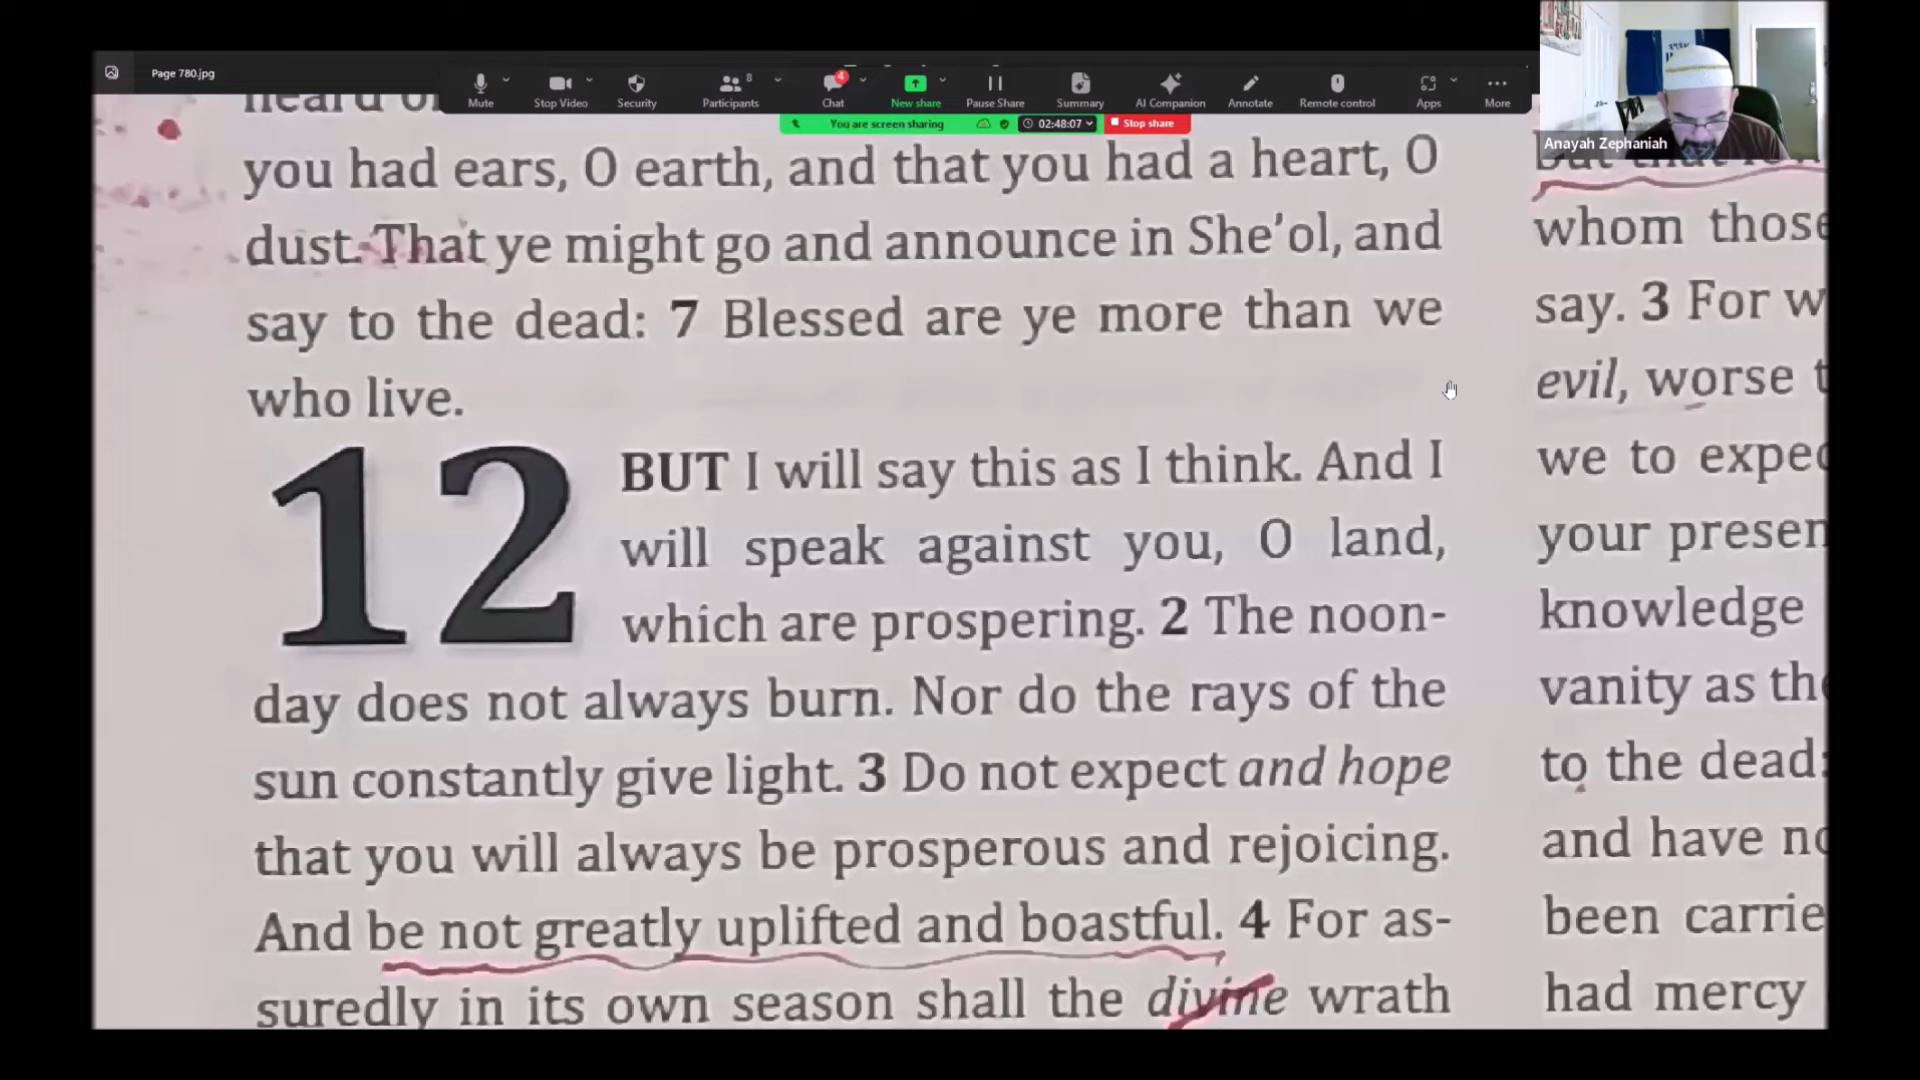 Page 780.jpg
Mute
Stop Video
Security
8
Participants
4
Chat
New share
Pause Share
Summary
AI Companion
Annotate
Remote control
Apps
More
You are screen sharing
02:48:07
Stop share
Anayah Zephaniah
heard
you had ears, O earth, and that you had a heart, O
dust. That ye might go and announce in She'ol, and
say to the dead: 7 Blessed are ye more than we
who live.
12
BUT I will say this as I think. And I
will speak against you, O land,
which are prospering. 2 The noon-
day does not always burn. Nor do the rays of the
sun constantly give light. 3 Do not expect and hope
that you will always be prosperous and rejoicing.
And be not greatly uplifted and boastful. 4 For as-
suredly in its own season shall the divine wrath
but that
whom those
say. 3 For w
evil, worse t
we to expec
your presen
knowledge
vanity as the
to the dead:
and have no
been carrie
had mercy